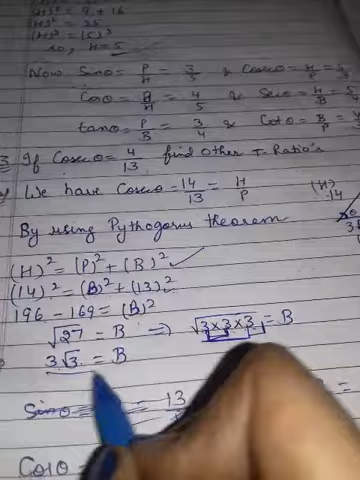 (H)² = 9 + 16
(H)² = 25
(H)² = (5)²
so, H = 5
Now Sinθ = P/H = 3/5 & Cosecθ = H/P = 5/3
Cosθ = B/H = 4/5 & Secθ = H/B = 5/
tanθ = P/B = 3/4 & Cotθ = B/P = 4/
3 If Cosecθ = 4/13 find Other T-Ratio's
We have Cosecθ = 14/13 = H/P
(H)
14
By using Pythagorus theorem
(H)² = (P)² + (B)² ✓
(14)² = (B)² + (13)²
196 - 169 = (B)²
√27 = B ⇒ √3×3×3 = B
3√3 = B
Sinθ = 13
Cosθ =